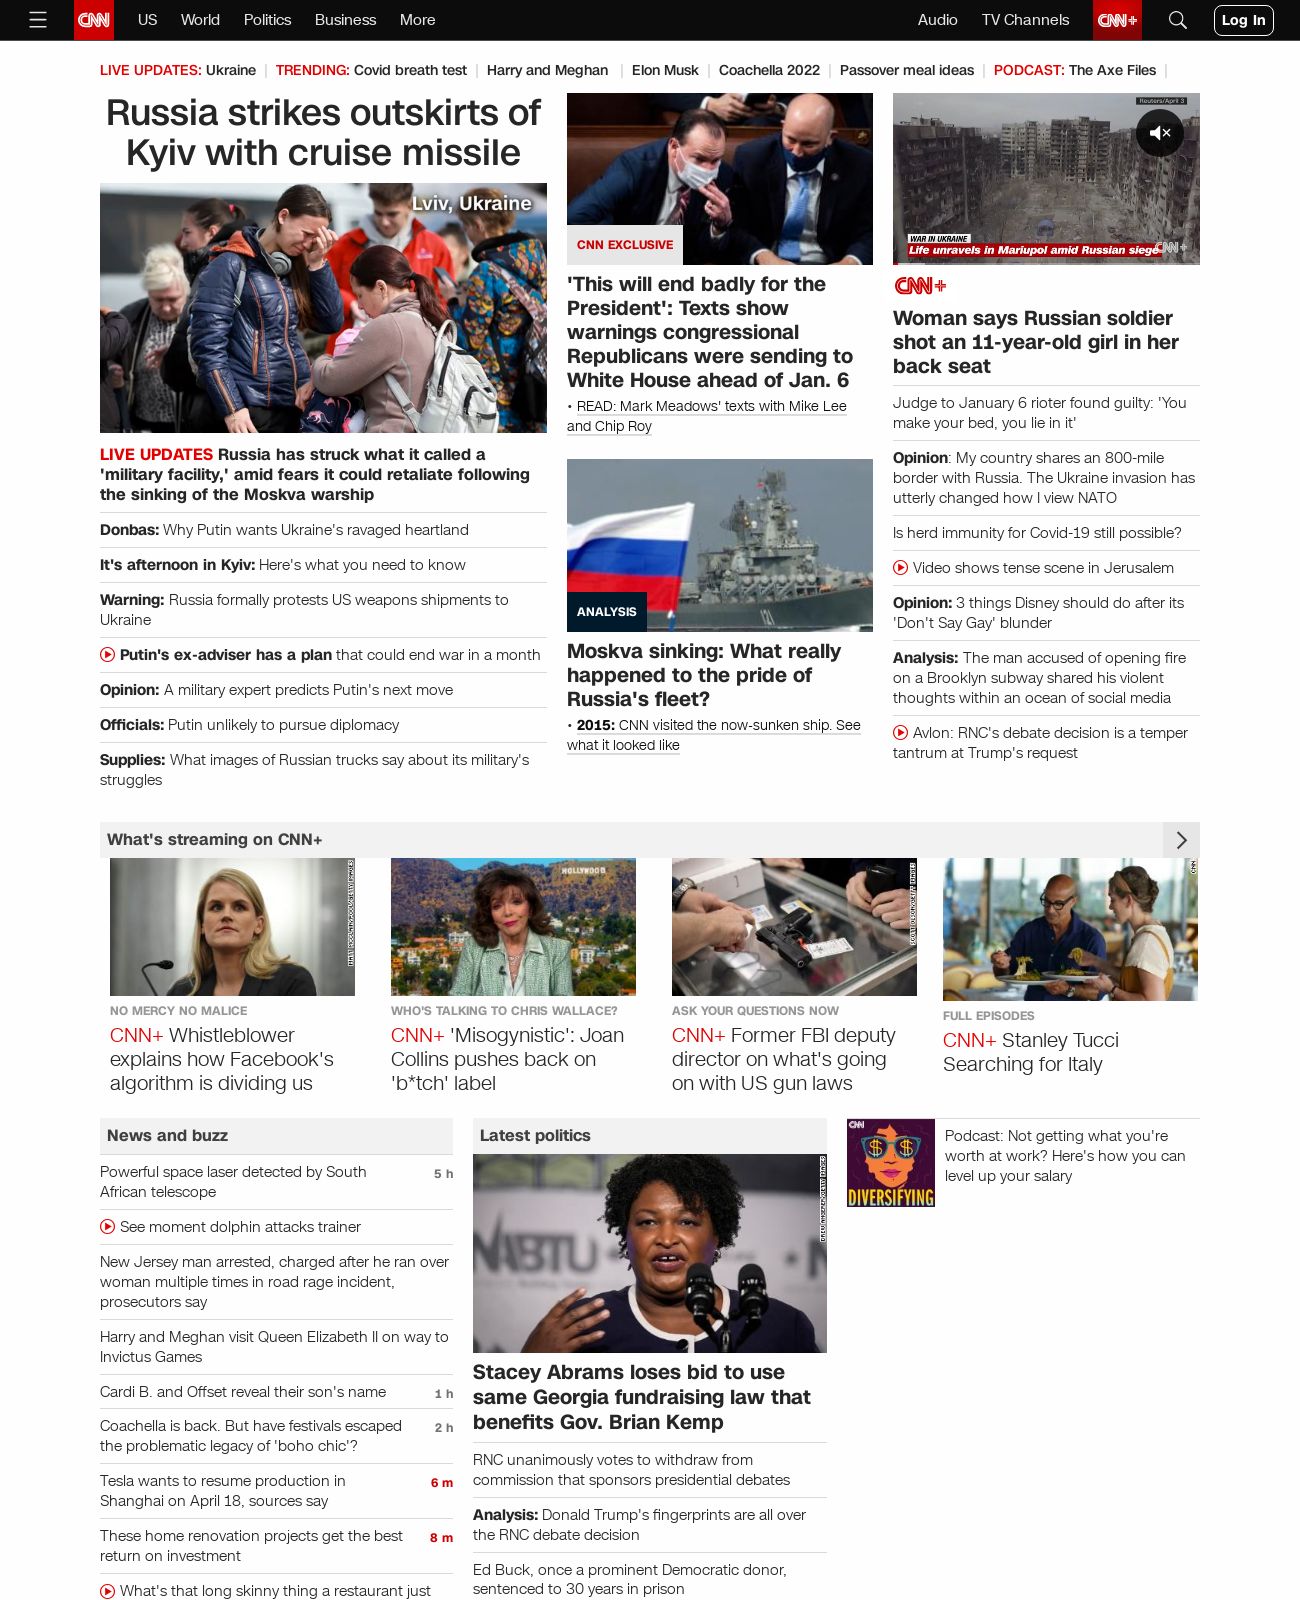 CNN US World Politics Business More Audio TV Channels CNN+ Log In
LIVE UPDATES: Ukraine | TRENDING: Covid breath test | Harry and Meghan | Elon Musk | Coachella 2022 | Passover meal ideas | PODCAST: The Axe Files |
Russia strikes outskirts of
Kyiv with cruise missile
Lviv, Ukraine
LIVE UPDATES Russia has struck what it called a
'military facility,' amid fears it could retaliate following
the sinking of the Moskva warship
Donbas: Why Putin wants Ukraine's ravaged heartland
It's afternoon in Kyiv: Here's what you need to know
Warning: Russia formally protests US weapons shipments to
Ukraine
Putin's ex-adviser has a plan that could end war in a month
Opinion: A military expert predicts Putin's next move
Officials: Putin unlikely to pursue diplomacy
Supplies: What images of Russian trucks say about its military's
struggles
CNN EXCLUSIVE
'This will end badly for the
President': Texts show
warnings congressional
Republicans were sending to
White House ahead of Jan. 6
• READ: Mark Meadows' texts with Mike Lee
and Chip Roy
121
ANALYSIS
Moskva sinking: What really
happened to the pride of
Russia's fleet?
• 2015: CNN visited the now-sunken ship. See
what it looked like
Reuters/April 3
WAR IN UKRAINE
Life unravels in Mariupol amid Russian siege
CNN+
CNN+
Woman says Russian soldier
shot an 11-year-old girl in her
back seat
Judge to January 6 rioter found guilty: 'You
make your bed, you lie in it'
Opinion: My country shares an 800-mile
border with Russia. The Ukraine invasion has
utterly changed how I view NATO
Is herd immunity for Covid-19 still possible?
Video shows tense scene in Jerusalem
Opinion: 3 things Disney should do after its
'Don't Say Gay' blunder
Analysis: The man accused of opening fire
on a Brooklyn subway shared his violent
thoughts within an ocean of social media
Avlon: RNC's debate decision is a temper
tantrum at Trump's request
What's streaming on CNN+
NO MERCY NO MALICE
CNN+ Whistleblower
explains how Facebook's
algorithm is dividing us
HOLLYWOOD
WHO'S TALKING TO CHRIS WALLACE?
CNN+ 'Misogynistic': Joan
Collins pushes back on
'b*tch' label
ASK YOUR QUESTIONS NOW
CNN+ Former FBI deputy
director on what's going
on with US gun laws
CNN
FULL EPISODES
CNN+ Stanley Tucci
Searching for Italy
News and buzz
Powerful space laser detected by South 5 h
African telescope
See moment dolphin attacks trainer
New Jersey man arrested, charged after he ran over
woman multiple times in road rage incident,
prosecutors say
Harry and Meghan visit Queen Elizabeth II on way to
Invictus Games
Cardi B. and Offset reveal their son's name 1 h
Coachella is back. But have festivals escaped 2 h
the problematic legacy of 'boho chic'?
Tesla wants to resume production in 6 m
Shanghai on April 18, sources say
These home renovation projects get the best 8 m
return on investment
What's that long skinny thing a restaurant just
Latest politics
NABTU
Stacey Abrams loses bid to use
same Georgia fundraising law that
benefits Gov. Brian Kemp
RNC unanimously votes to withdraw from
commission that sponsors presidential debates
Analysis: Donald Trump's fingerprints are all over
the RNC debate decision
Ed Buck, once a prominent Democratic donor,
sentenced to 30 years in prison
CNN
DIVERSIFYING
Podcast: Not getting what you're
worth at work? Here's how you can
level up your salary